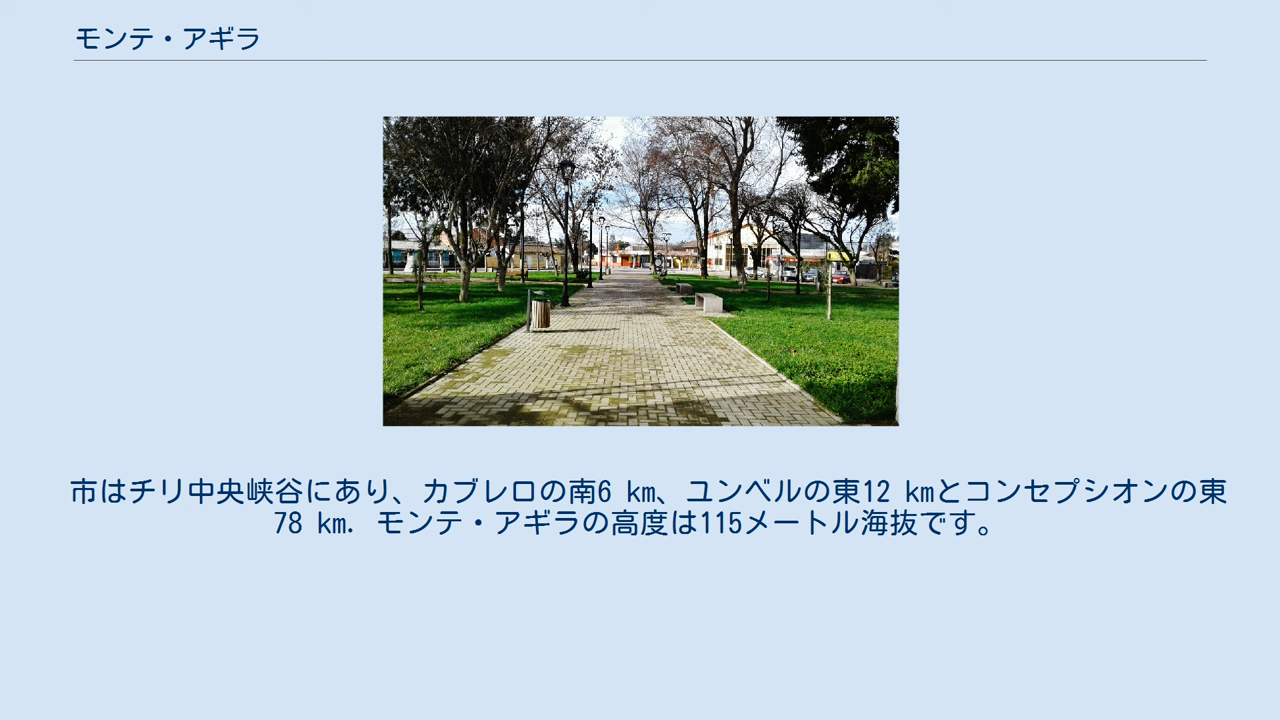 モンテ・アギラ
市はチリ中央峡谷にあり、カブレロの南6 km、ユンベルの東12 kmとコンセプシオンの東
78 km. モンテ・アギラの高度は115メートル海抜です。